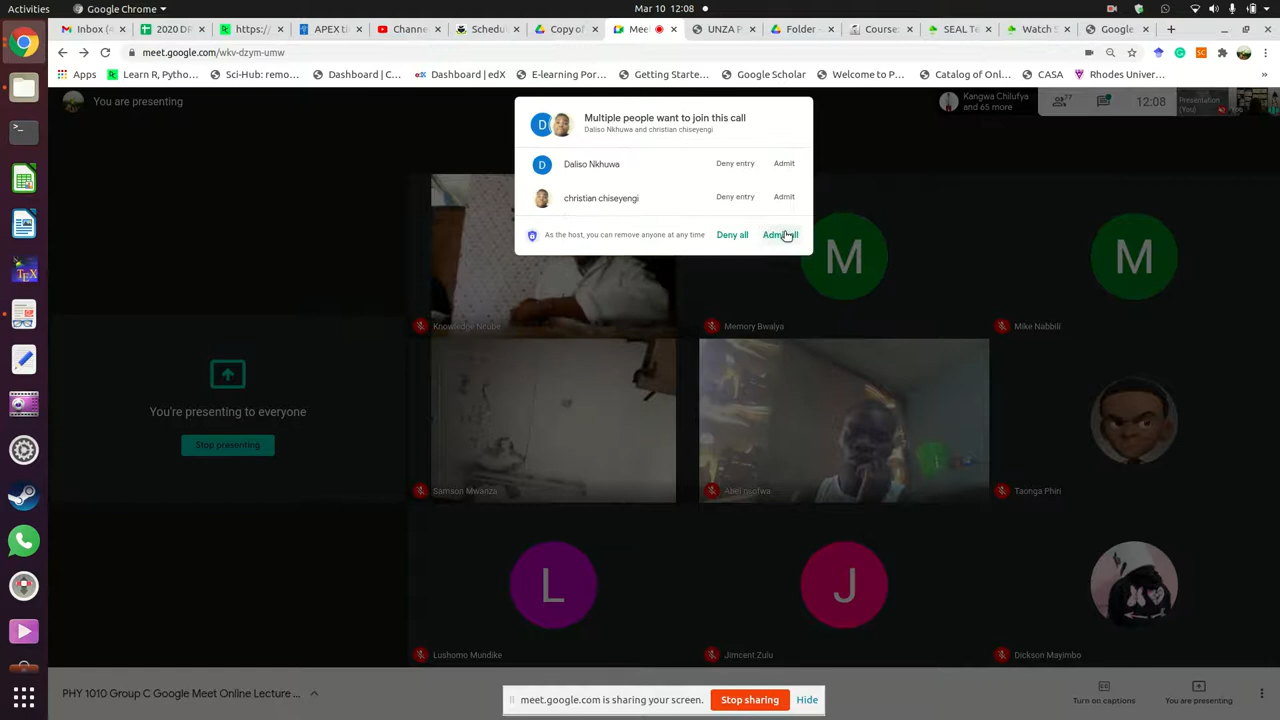 Activities
Google Chrome
Mar 10 12:08
Inbox (
2020 D
https:/
APEX ti
Channe
Schedu
Copy of
Mee
UNZA P
Folder -
Course:
SEAL Te
Watch S
Google
meet.google.com/wkv-dzym-umw
Apps
Learn R, Pytho...
Sci-Hub: remo...
Dashboard | C...
edX
Dashboard | edX
E-learning Por...
Getting Starte...
Google Scholar
Welcome to P...
Catalog of Onl...
CASA
Rhodes Univer...
»
You are presenting
Kangwa Chilufya
and 65 more
77
12:08
Presentation
(You)
Multiple people want to join this call
Daliso Nkhuwa and christian chiseyengi
D
D
Daliso Nkhuwa
Deny entry
Admit
christian chiseyengi
Deny entry
Admit
As the host, you can remove anyone at any time
Deny all
Admit all
M
M
Knowledge Ncube
Memory Bwalya
Mike Nabbili
You're presenting to everyone
Stop presenting
Samson Mwanza
Taonga Phiri
L
J
Lushomo Mundike
Jimcent Zulu
Dickson Mayimbo
PHY 1010 Group C Google Meet Online Lecture ...
meet.google.com is sharing your screen.
Stop sharing
Hide
Turn on captions
You are presenting